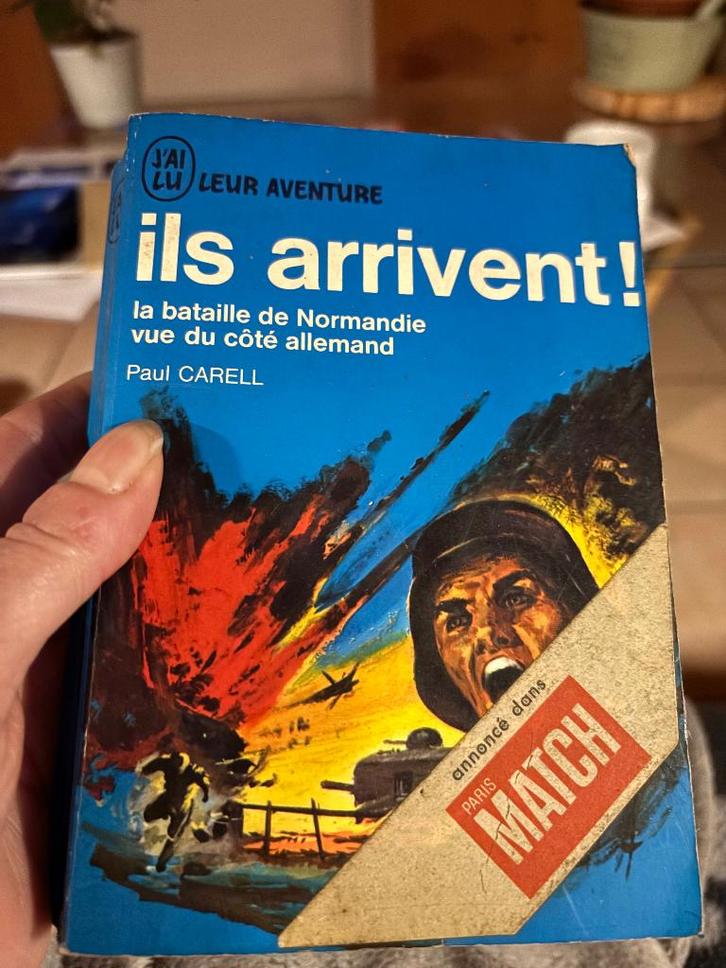 J'AI
LU
LEUR AVENTURE
ils arrivent!
la bataille de Normandie
vue du côté allemand
Paul CARELL
annoncé dans
PARIS
MATCH